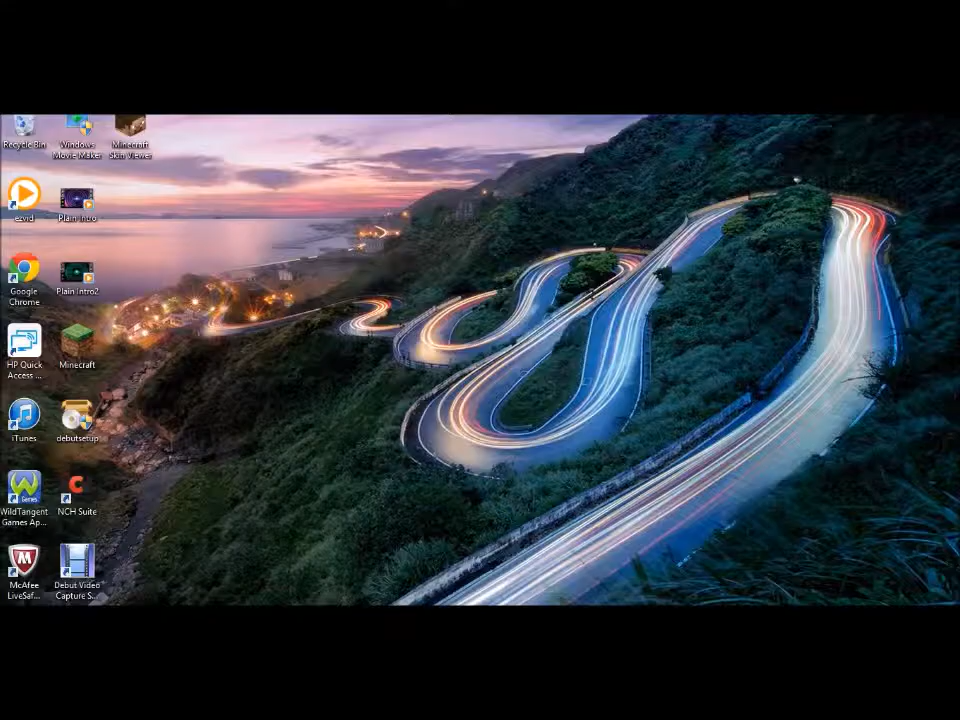 Recycle Bin
Windows
Movie Maker
Minecraft
Skin Viewer
ezvid
Plain Intro
Google
Chrome
Plain Intro2
HP Quick
Access ...
Minecraft
iTunes
debutsetup
Games
WildTangent
Games Ap...
C
NCH Suite
M
McAfee
LiveSaf...
Debut Video
Capture S...